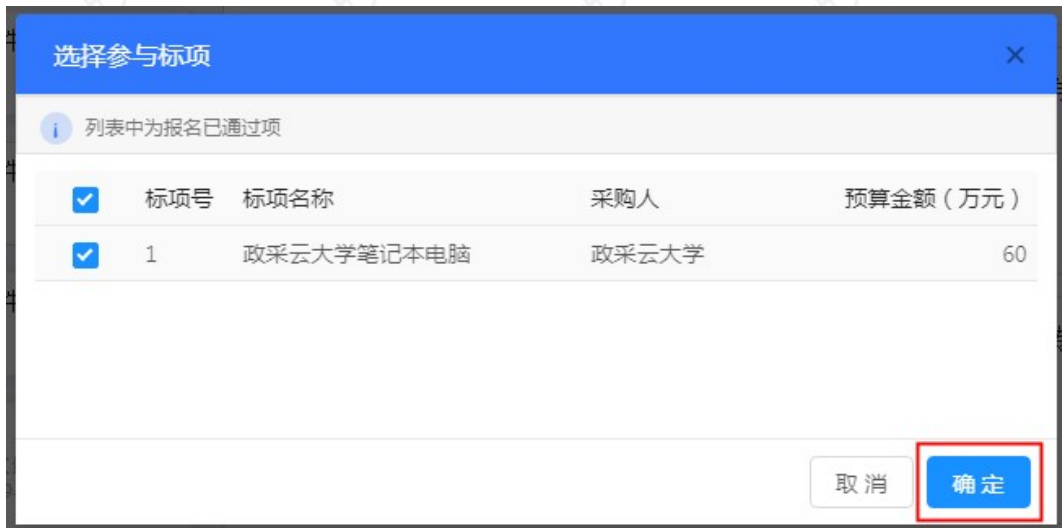 选择参与标项
列表中为报名已通过项
标项号 标项名称 采购人 预算金额（万元）
1 政采云大学笔记本电脑 政采云大学 60
取消 确定